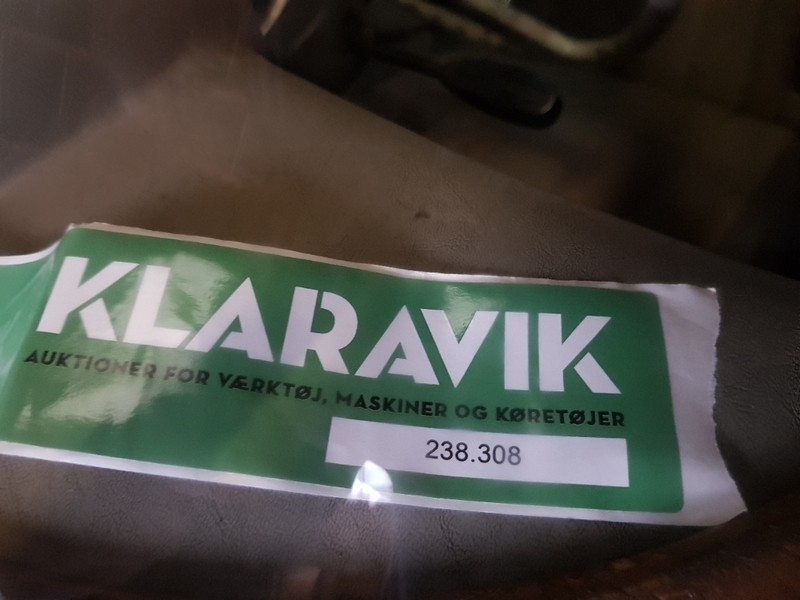 KLARAVIK
AUKTIONER FOR VÆRKTØJ, MASKINER OG KØRETØJER
238.308